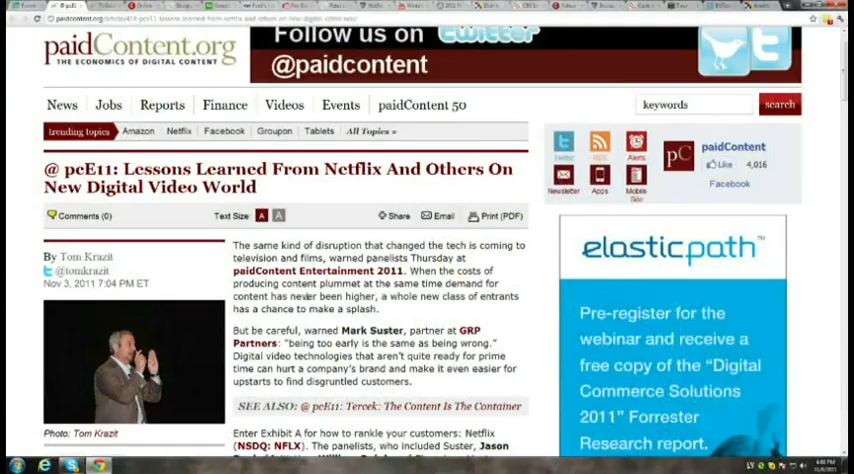 paidContent.org
THE ECONOMICS OF DIGITAL CONTENT
Follow us on twitter
@paidcontent
News Jobs Reports Finance Videos Events paidContent 50
keywords search
trending topics Amazon Netflix Facebook Groupon Tablets All Topics »
@ pcE11: Lessons Learned From Netflix And Others On
New Digital Video World
Comments (0) Text Size: A A Share Email Print (PDF)
By Tom Krazit
@tomkrazit
Nov 3, 2011 7:04 PM ET
Photo: Tom Krazit
The same kind of disruption that changed the tech is coming to
television and films, warned panelists Thursday at
paidContent Entertainment 2011. When the costs of
producing content plummet at the same time demand for
content has never been higher, a whole new class of entrants
has a chance to make a splash.
But be careful, warned Mark Suster, partner at GRP
Partners: "being too early is the same as being wrong."
Digital video technologies that aren't quite ready for prime
time can hurt a company's brand and make it even easier for
upstarts to find disgruntled customers.
SEE ALSO: @ pcE11: Tercek: The Content Is The Container
Enter Exhibit A for how to rankle your customers: Netflix
(NSDQ: NFLX). The panelists, who included Suster, Jason
Twitter RSS Alerts
Newsletter Apps Mobile
Site
pC
paidContent
Like 4,016
Facebook
elasticpath™
Pre-register for the
webinar and receive a
free copy of the "Digital
Commerce Solutions
2011" Forrester
Research report.